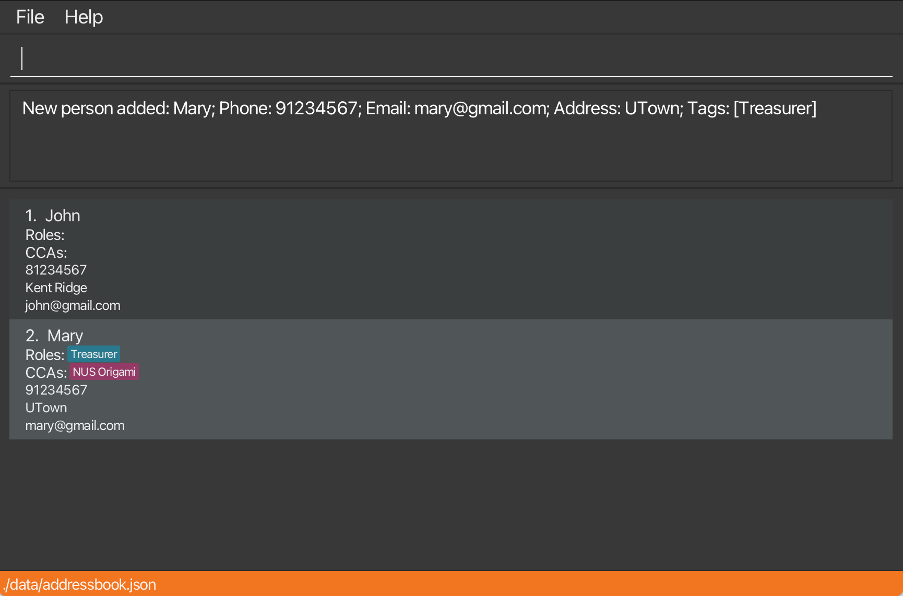 File Help
New person added: Mary; Phone: 91234567; Email: mary@gmail.com; Address: UTown; Tags: [Treasurer]
1. John
Roles:
CCAs:
81234567
Kent Ridge
john@gmail.com
2. Mary
Roles: Treasurer
CCAs: NUS Origami
91234567
UTown
mary@gmail.com
./data/addressbook.json